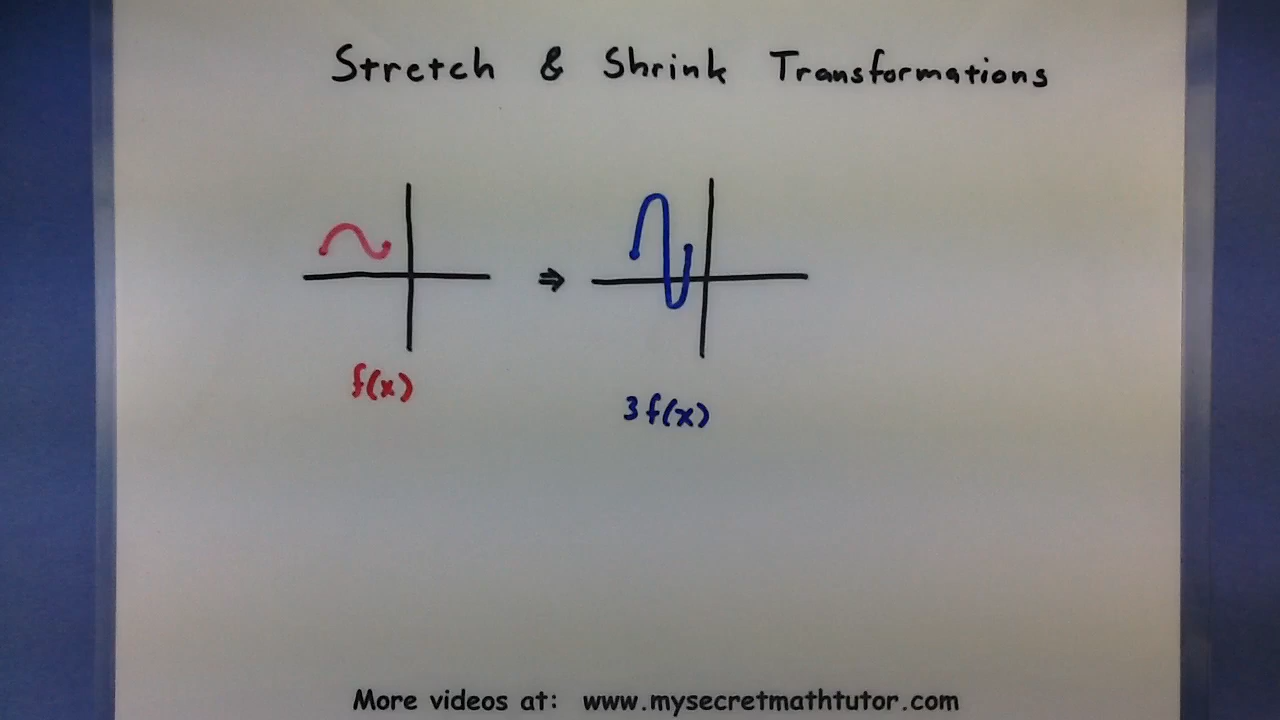 Stretch & Shrink Transformations
f(x)
⇒
3f(x)
More videos at: www.mysecretmathtutor.com